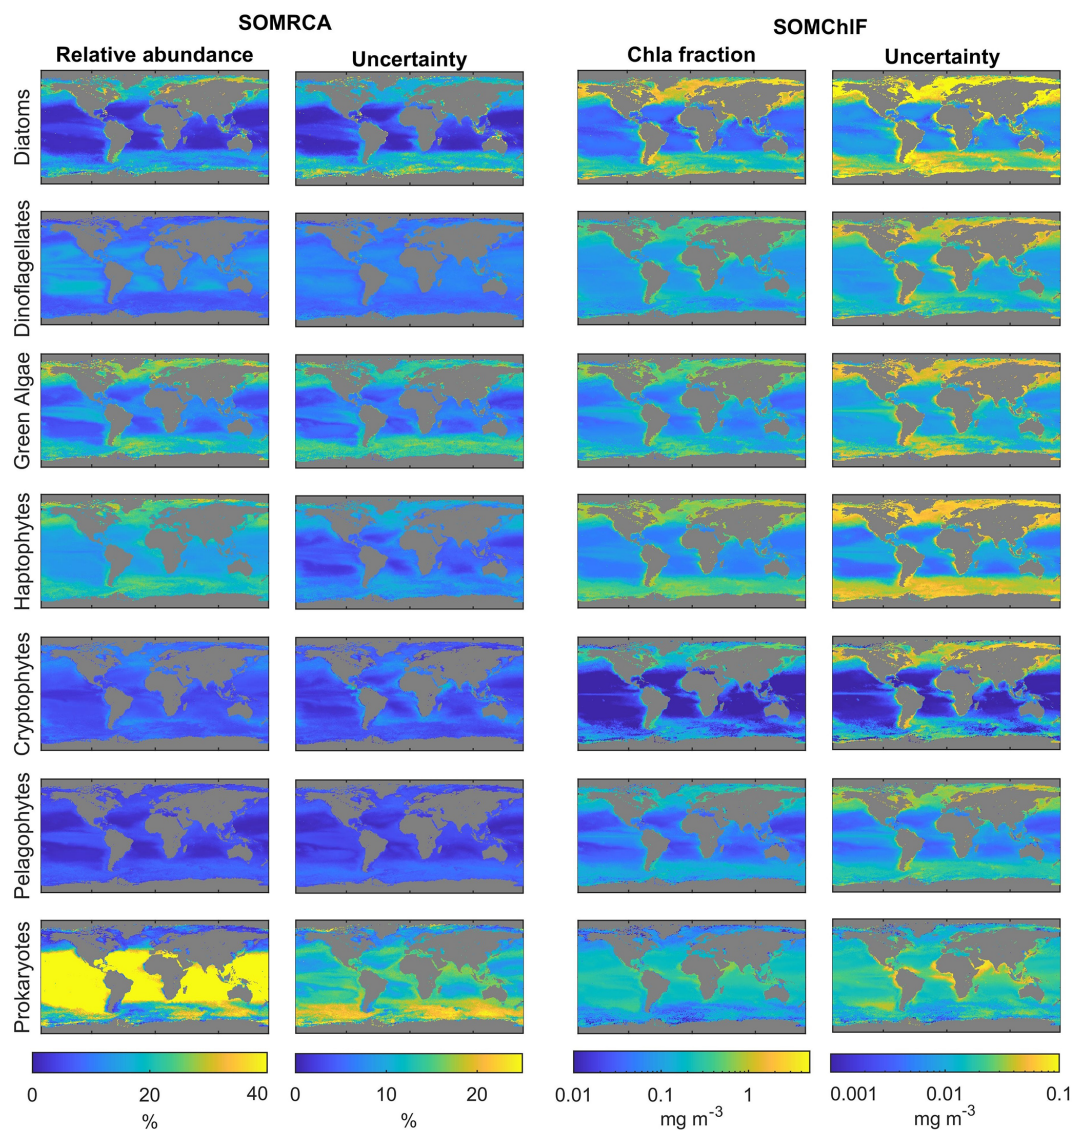 SOMRCA
SOMChlF
Relative abundance
Uncertainty
Chla fraction
Uncertainty
Diatoms
Dinoflagellates
Green Algae
Haptophytes
Cryptophytes
Pelagophytes
Prokaryotes
0 20 40
%
0 10 20
%
0.01 0.1 1
mg m⁻³
0.001 0.01 0.1
mg m⁻³